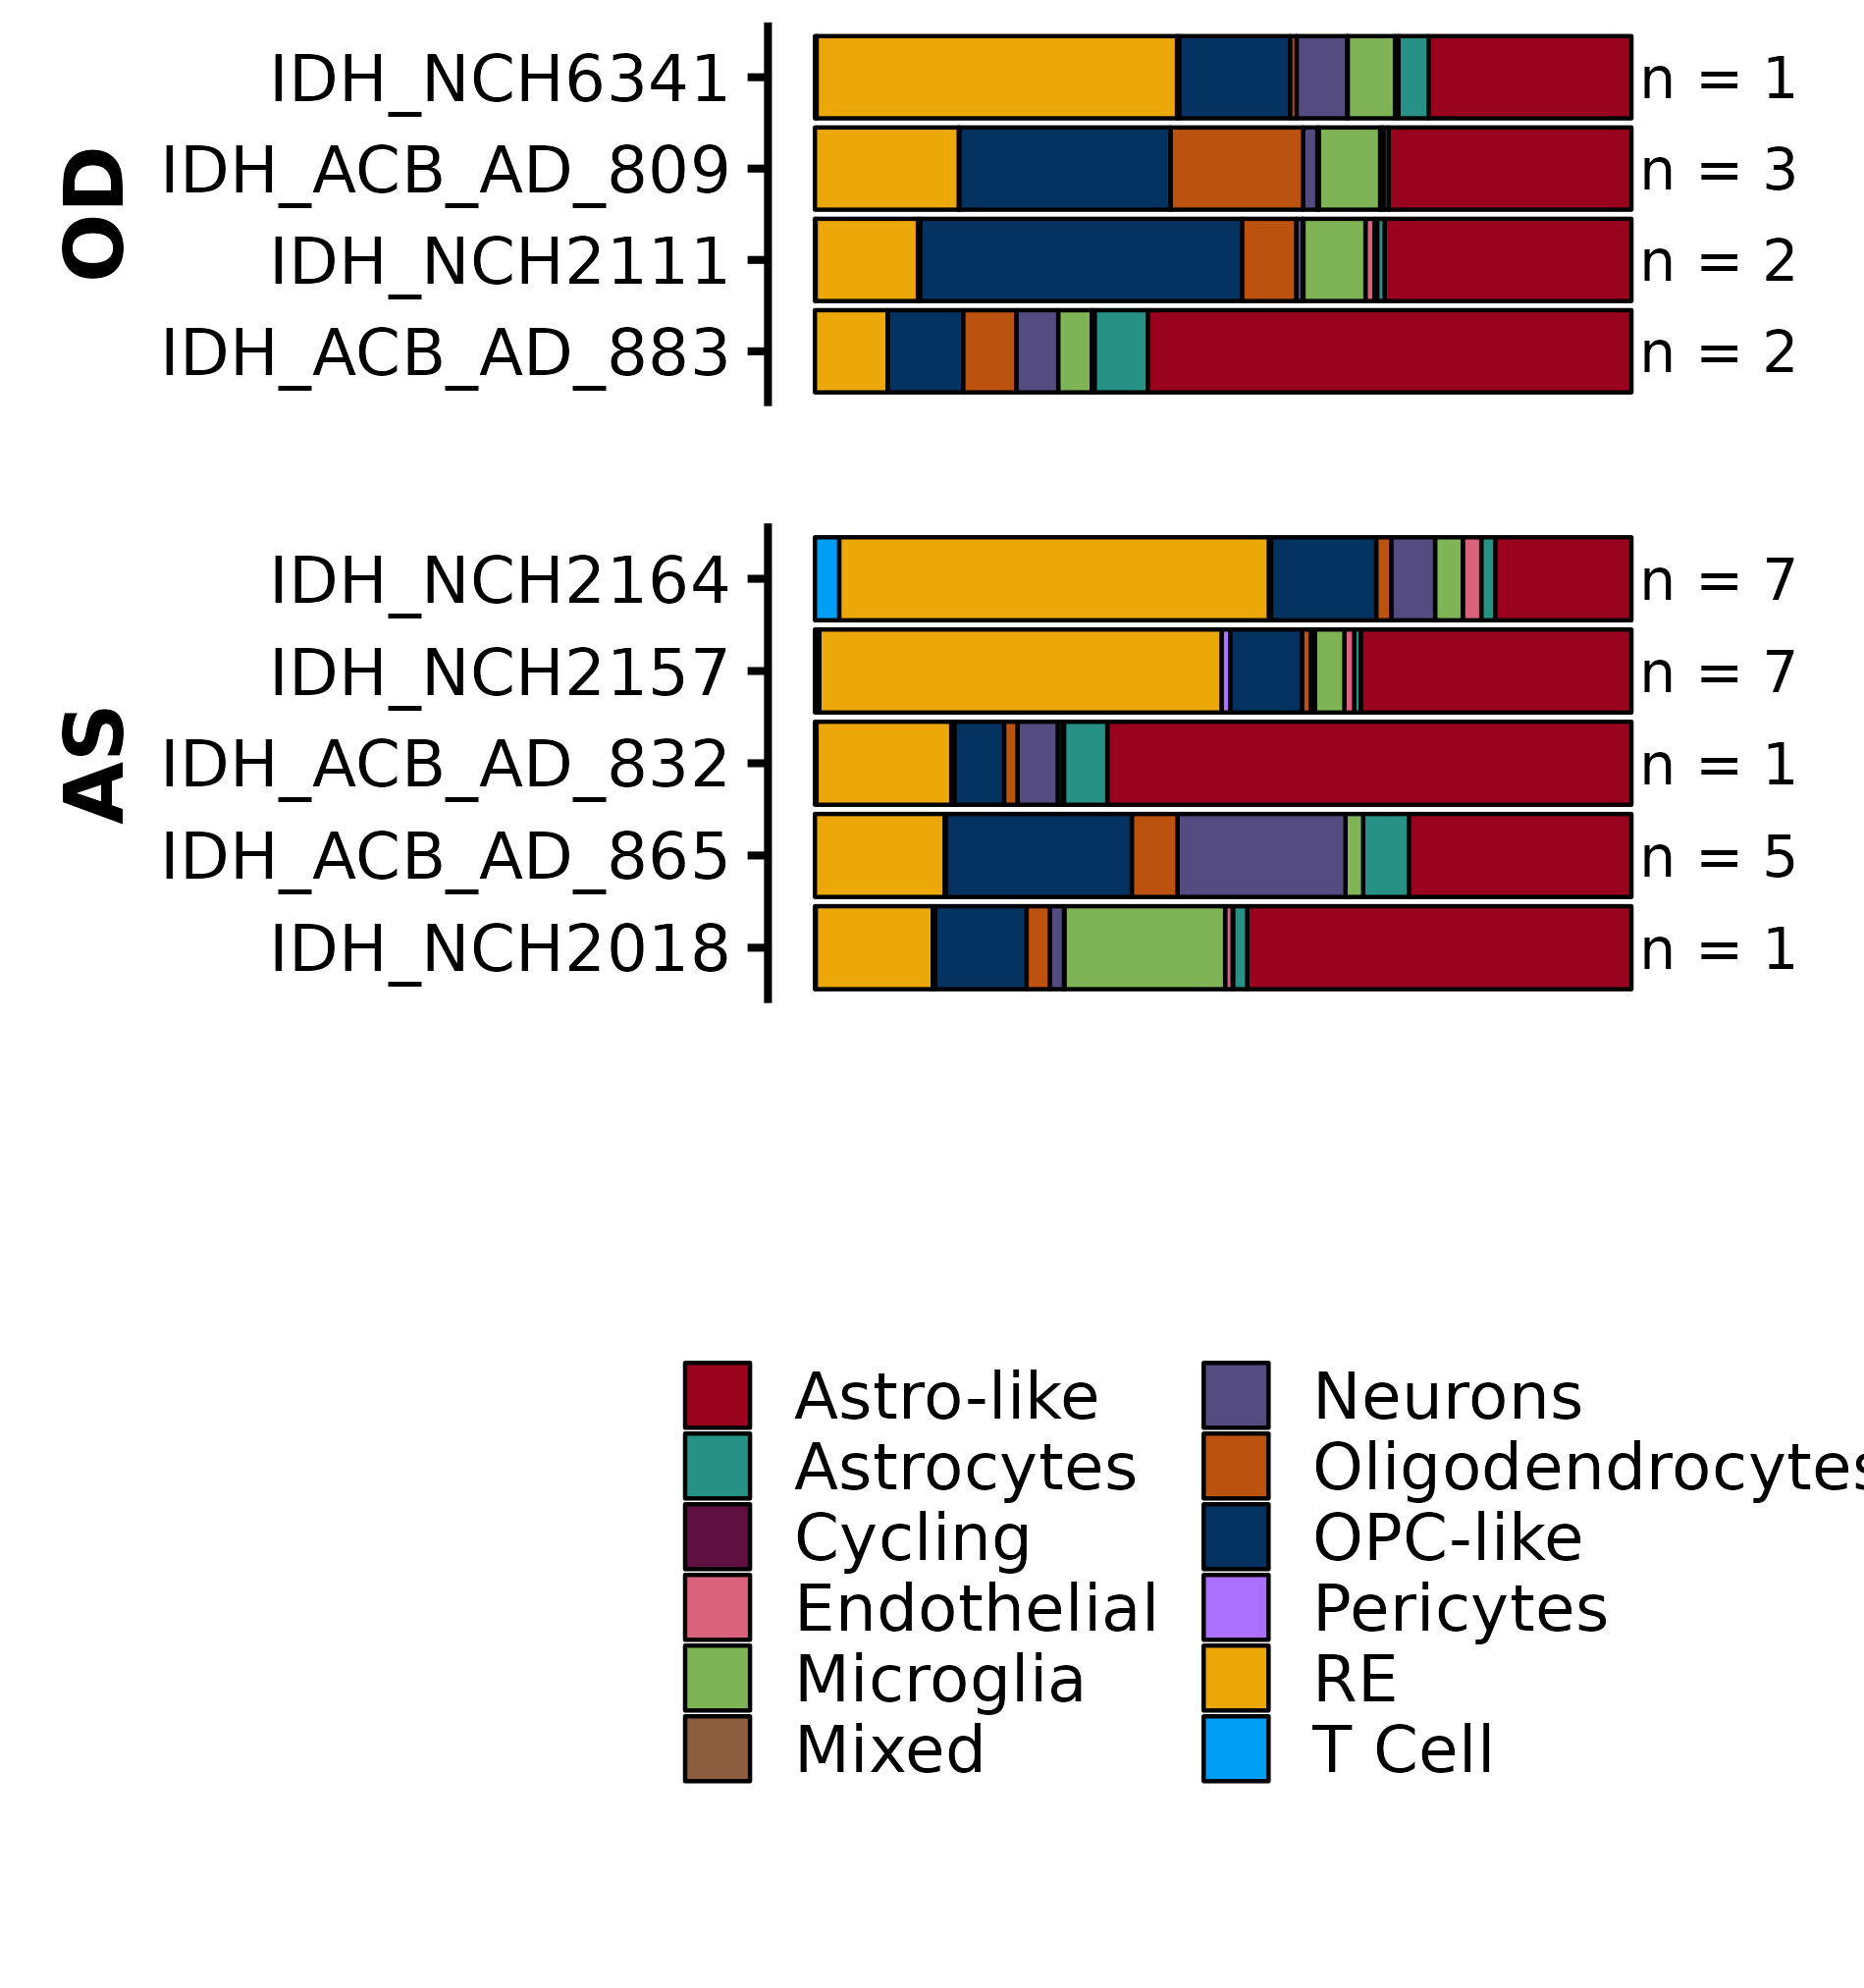 OD
IDH_NCH6341 n = 1
IDH_ACB_AD_809 n = 3
IDH_NCH2111 n = 2
IDH_ACB_AD_883 n = 2
AS
IDH_NCH2164 n = 7
IDH_NCH2157 n = 7
IDH_ACB_AD_832 n = 1
IDH_ACB_AD_865 n = 5
IDH_NCH2018 n = 1
Astro-like
Astrocytes
Cycling
Endothelial
Microglia
Mixed
Neurons
Oligodendrocytes
OPC-like
Pericytes
RE
T Cell